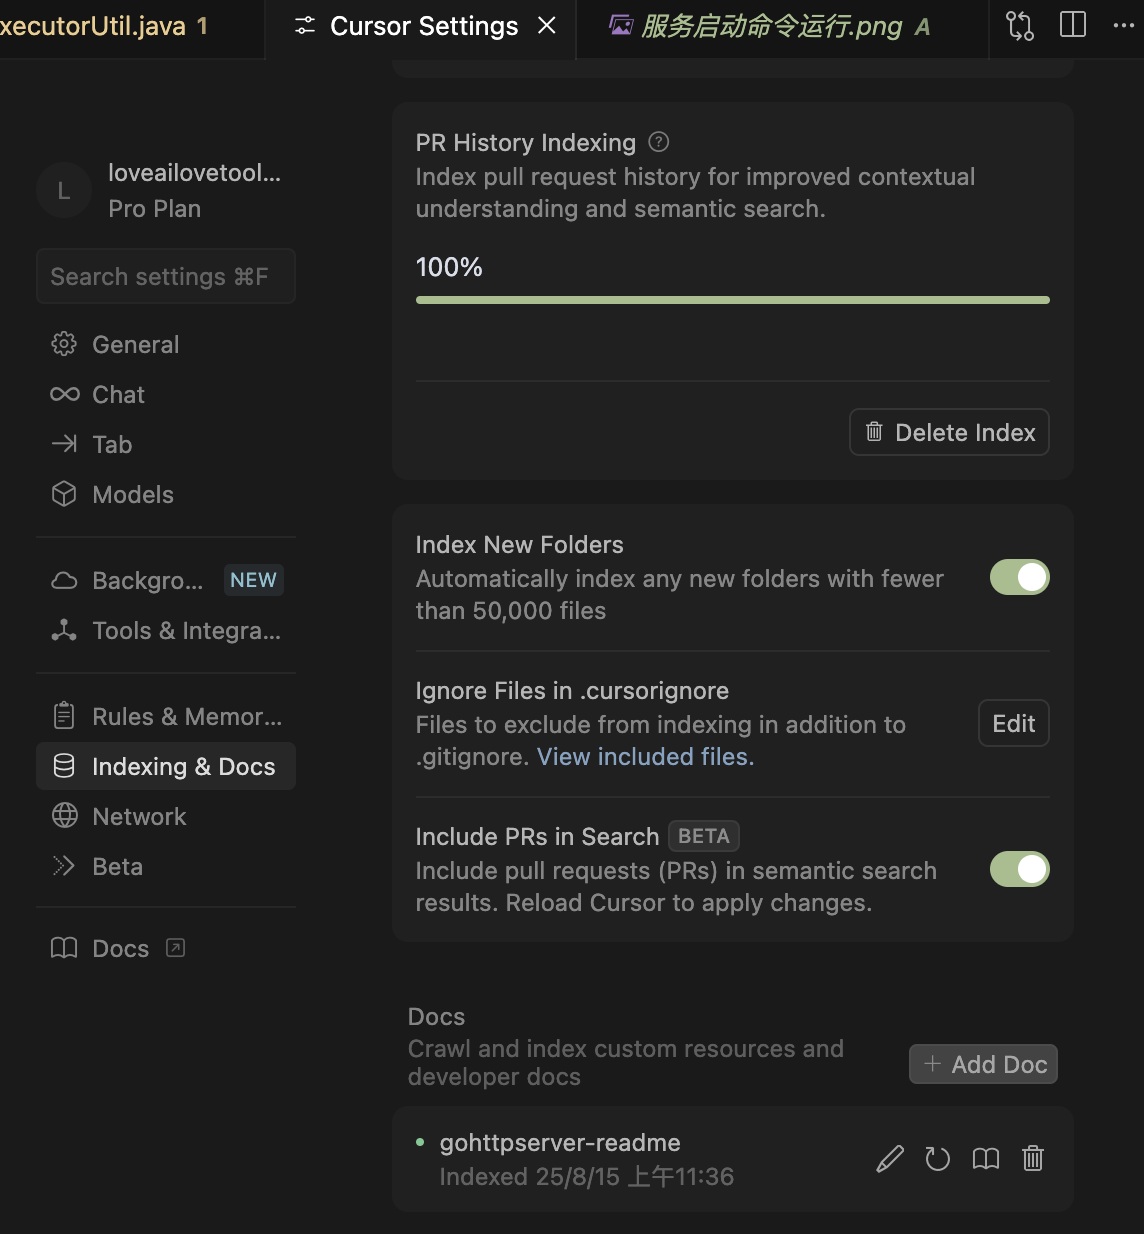 xecutorUtil.java 1
Cursor Settings
服务启动命令运行.png A
L
loveailovetool...
Pro Plan
Search settings ⌘F
General
Chat
Tab
Models
Backgro... NEW
Tools & Integra...
Rules & Memor...
Indexing & Docs
Network
Beta
Docs
PR History Indexing
Index pull request history for improved contextual
understanding and semantic search.
100%
Delete Index
Index New Folders
Automatically index any new folders with fewer
than 50,000 files
Ignore Files in .cursorignore
Files to exclude from indexing in addition to
.gitignore. View included files.
Edit
Include PRs in Search BETA
Include pull requests (PRs) in semantic search
results. Reload Cursor to apply changes.
Docs
Crawl and index custom resources and
developer docs
+ Add Doc
gohttpserver-readme
Indexed 25/8/15 上午11:36